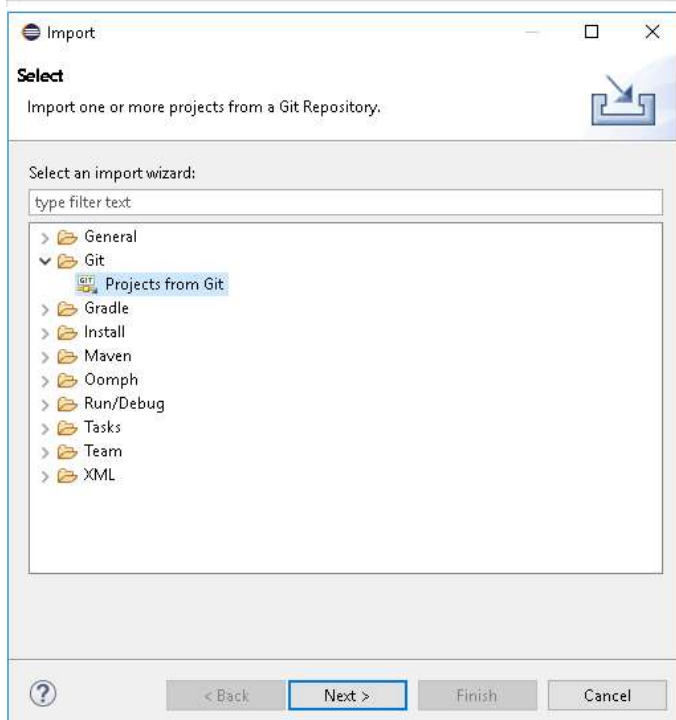 Import
Select
Import one or more projects from a Git Repository.
Select an import wizard:
type filter text
General
Git
GIT Projects from Git
Gradle
Install
Maven
Oomph
Run/Debug
Tasks
Team
XML
? < Back Next > Finish Cancel